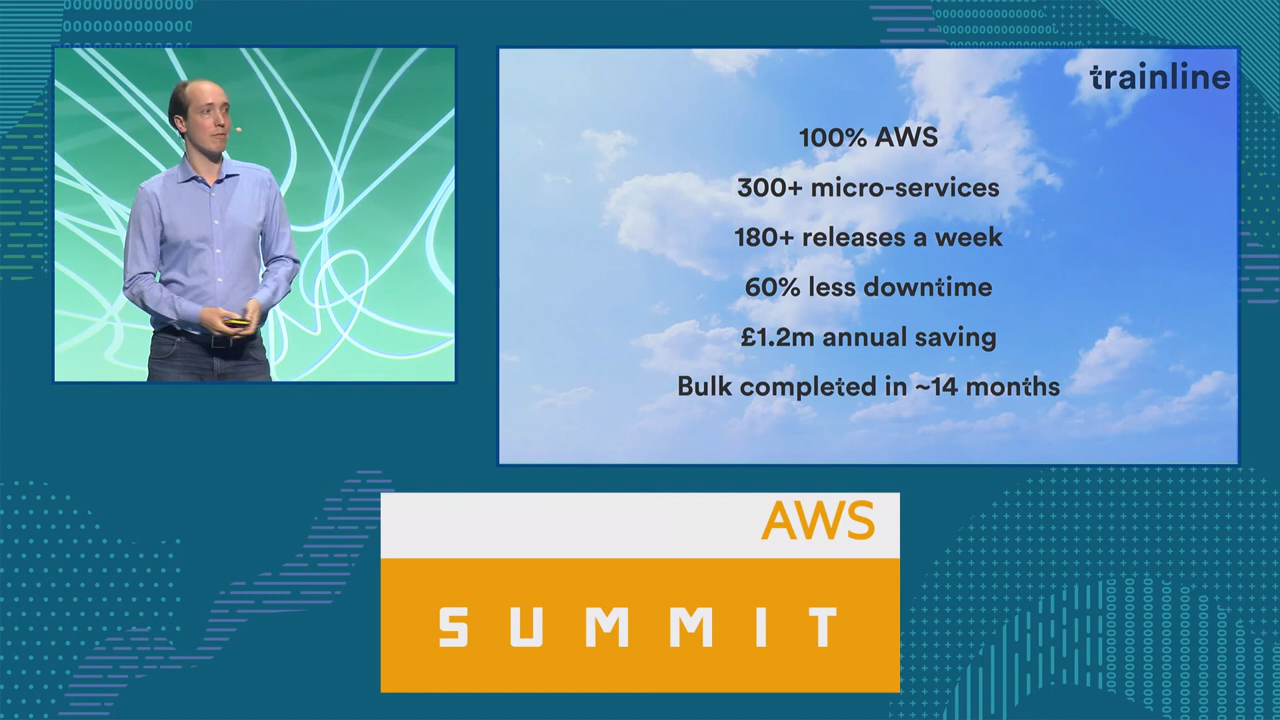 trainline
100% AWS
300+ micro-services
180+ releases a week
60% less downtime
£1.2m annual saving
Bulk completed in ~14 months
AWS
SUMMIT